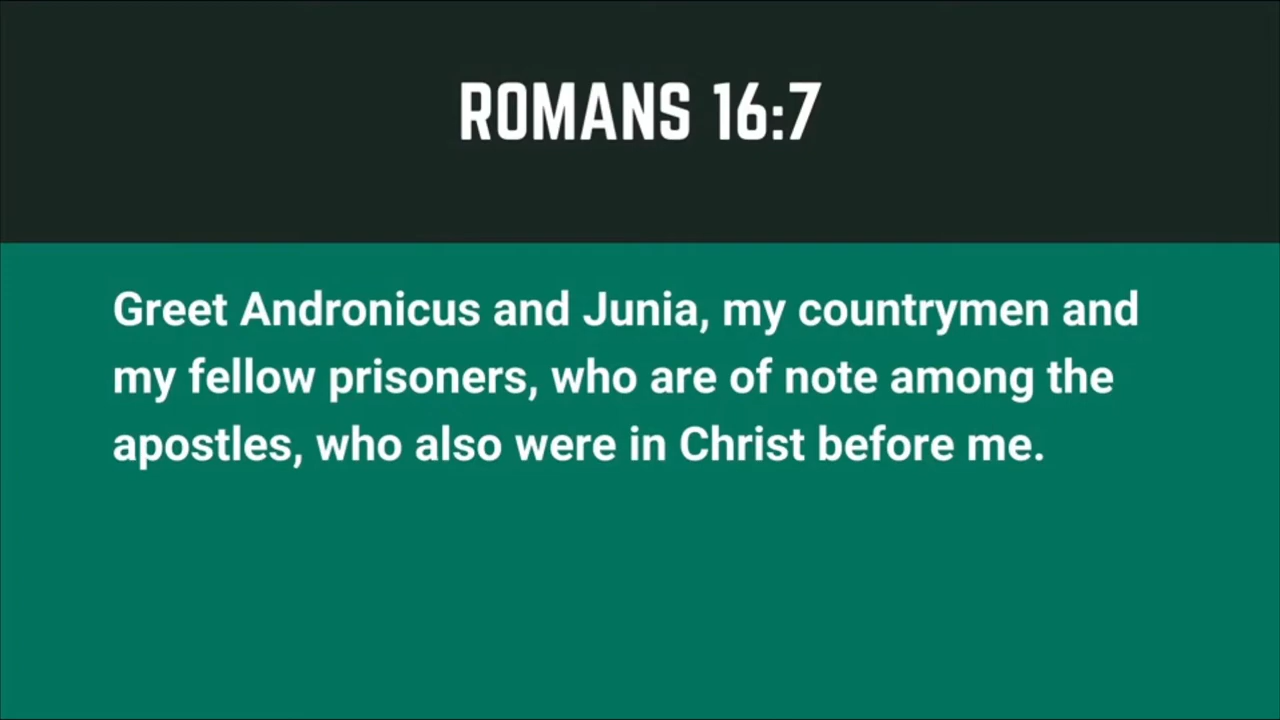 ROMANS 16:7
Greet Andronicus and Junia, my countrymen and
my fellow prisoners, who are of note among the
apostles, who also were in Christ before me.